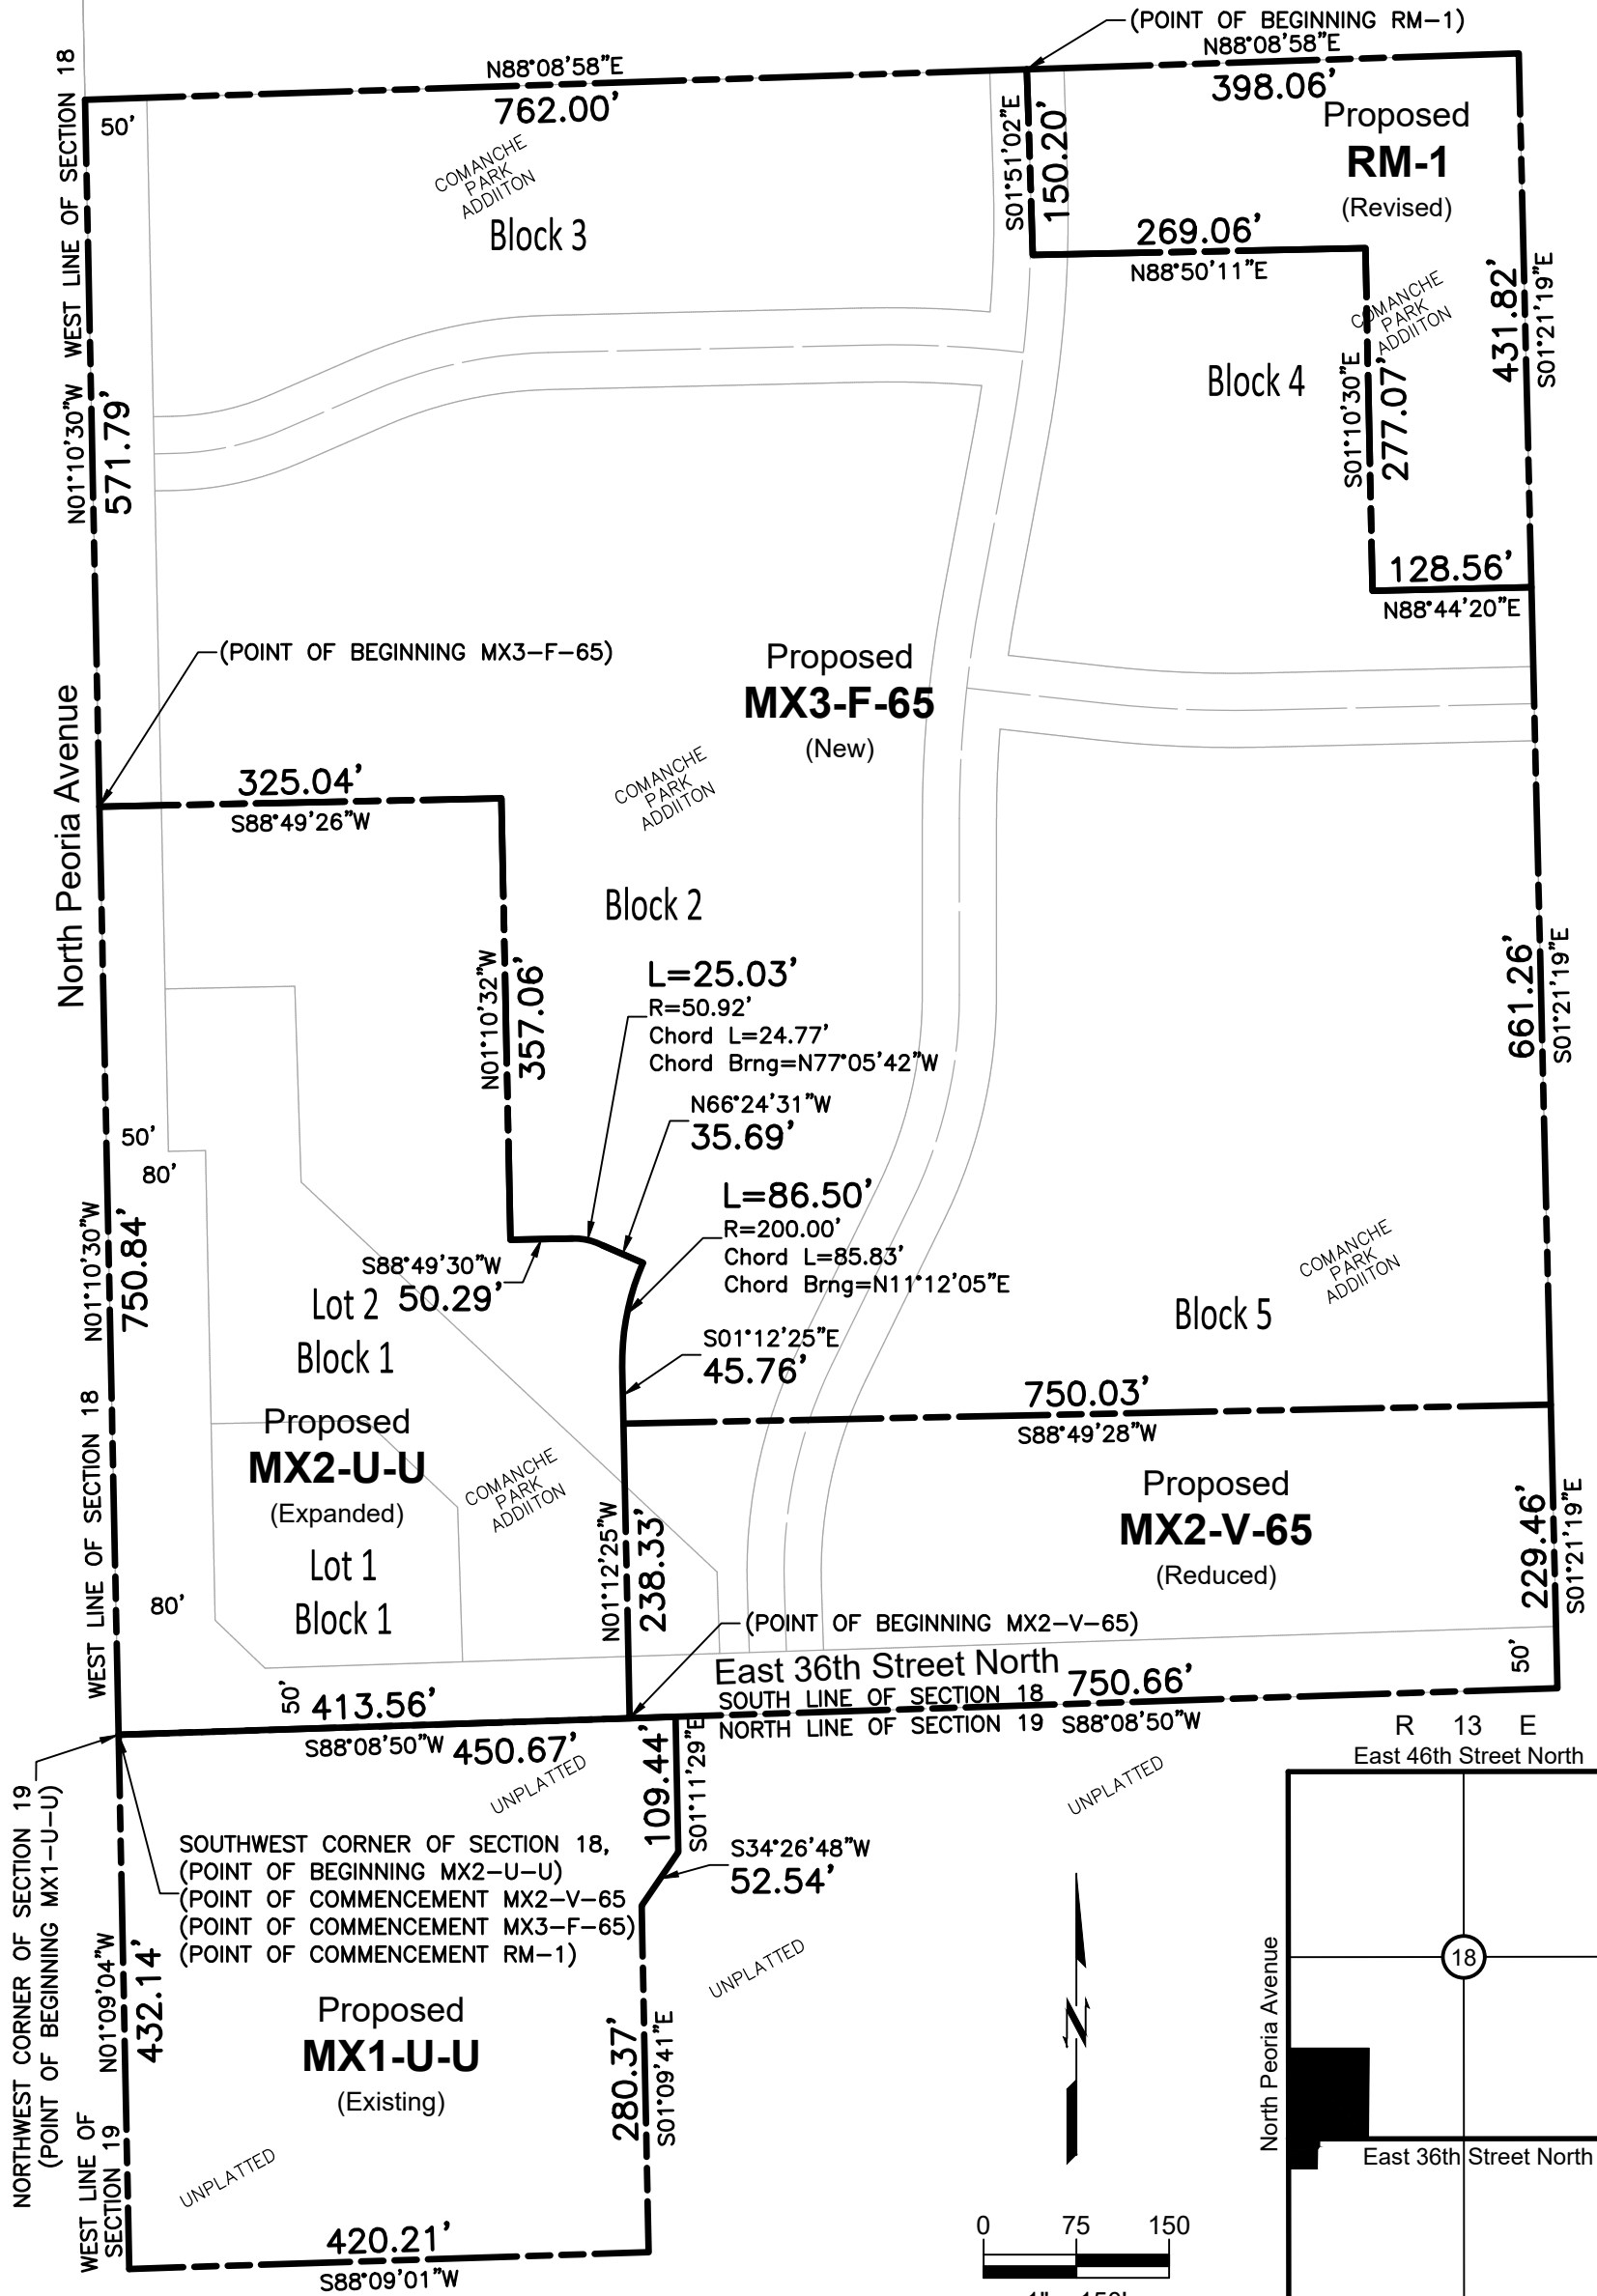 (POINT OF BEGINNING RM-1)
N88°08'58"E
N88°08'58"E
762.00'
398.06'
50'
WEST LINE OF SECTION 18
COMANCHE
PARK
ADDIITON
Block 3
S01°51'02"E
150.20'
Proposed
RM-1
(Revised)
269.06'
N88°50'11"E
COMANCHE
PARK
ADDIITON
431.82'
S01°21'19"E
Block 4
N01°10'30"W
571.79'
S01°10'30"E
277.07'
128.56'
N88°44'20"E
(POINT OF BEGINNING MX3-F-65)
Proposed
MX3-F-65
(New)
North Peoria Avenue
325.04'
S88°49'26"W
COMANCHE
PARK
ADDIITON
Block 2
N01°10'32"W
357.06'
L=25.03'
R=50.92'
Chord L=24.77'
Chord Brng=N77°05'42"W
661.26'
S01°21'19"E
N66°24'31"W
35.69'
50'
80'
L=86.50'
R=200.00'
Chord L=85.83'
Chord Brng=N11°12'05"E
N01°10'30"W
750.84'
S88°49'30"W
50.29'
Lot 2
Block 1
COMANCHE
PARK
ADDIITON
Block 5
S01°12'25"E
45.76'
750.03'
S88°49'28"W
WEST LINE OF SECTION 18
Proposed
MX2-U-U
(Expanded)
COMANCHE
PARK
ADDIITON
Proposed
MX2-V-65
(Reduced)
229.46'
S01°21'19"E
N01°12'25"W
238.33'
Lot 1
Block 1
80'
(POINT OF BEGINNING MX2-V-65)
East 36th Street North
50'
50'
413.56'
SOUTH LINE OF SECTION 18
750.66'
NORTH LINE OF SECTION 19
S88°08'50"W
S88°08'50"W
450.67'
UNPLATTED
109.44'
S01°11'29"E
UNPLATTED
R 13 E
East 46th Street North
NORTHWEST CORNER OF SECTION 19
(POINT OF BEGINNING MX1-U-U)
SOUTHWEST CORNER OF SECTION 18,
(POINT OF BEGINNING MX2-U-U)
(POINT OF COMMENCEMENT MX2-V-65
(POINT OF COMMENCEMENT MX3-F-65)
(POINT OF COMMENCEMENT RM-1)
S34°26'48"W
52.54'
UNPLATTED
N01°09'04"W
432.14'
Proposed
MX1-U-U
(Existing)
280.37'
S01°09'41"E
N
North Peoria Avenue
18
East 36th Street North
WEST LINE OF
SECTION 19
UNPLATTED
420.21'
S88°09'01"W
0 75 150